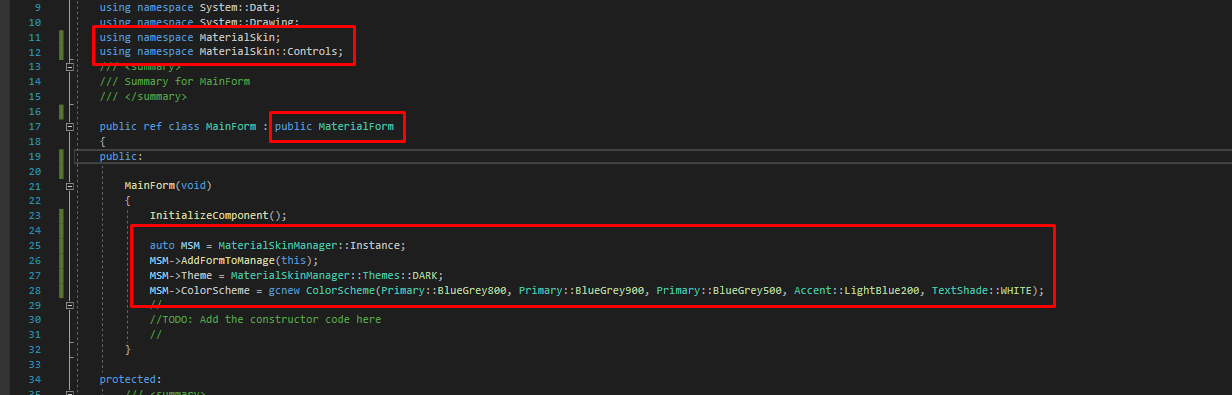 9 using namespace System::Data;
10 using namespace System::Drawing;
11 using namespace MaterialSkin;
12 using namespace MaterialSkin::Controls;
13 /// <summary>
14 /// Summary for MainForm
15 /// </summary>
16
17 public ref class MainForm : public MaterialForm
18 {
19 public:
20
21 MainForm(void)
22 {
23 InitializeComponent();
24
25 auto MSM = MaterialSkinManager::Instance;
26 MSM->AddFormToManage(this);
27 MSM->Theme = MaterialSkinManager::Themes::DARK;
28 MSM->ColorScheme = gcnew ColorScheme(Primary::BlueGrey800, Primary::BlueGrey900, Primary::BlueGrey500, Accent::LightBlue200, TextShade::WHITE);
29 //
30 //TODO: Add the constructor code here
31 //
32 }
33
34 protected:
35 /// <summary>